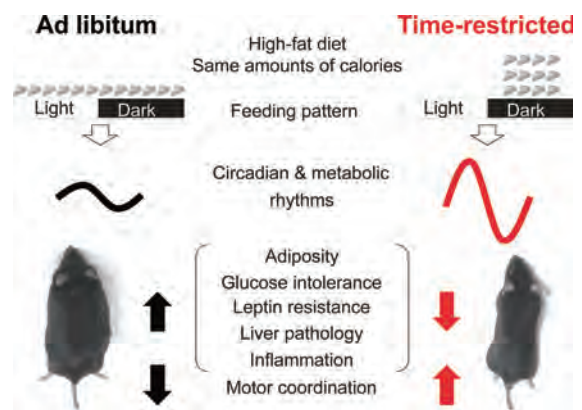 Ad libitum
Time-restricted
High-fat diet
Same amounts of calories
Light
Dark
Feeding pattern
Light
Dark
Circadian & metabolic
rhythms
Adiposity
Glucose intolerance
Leptin resistance
Liver pathology
Inflammation
Motor coordination